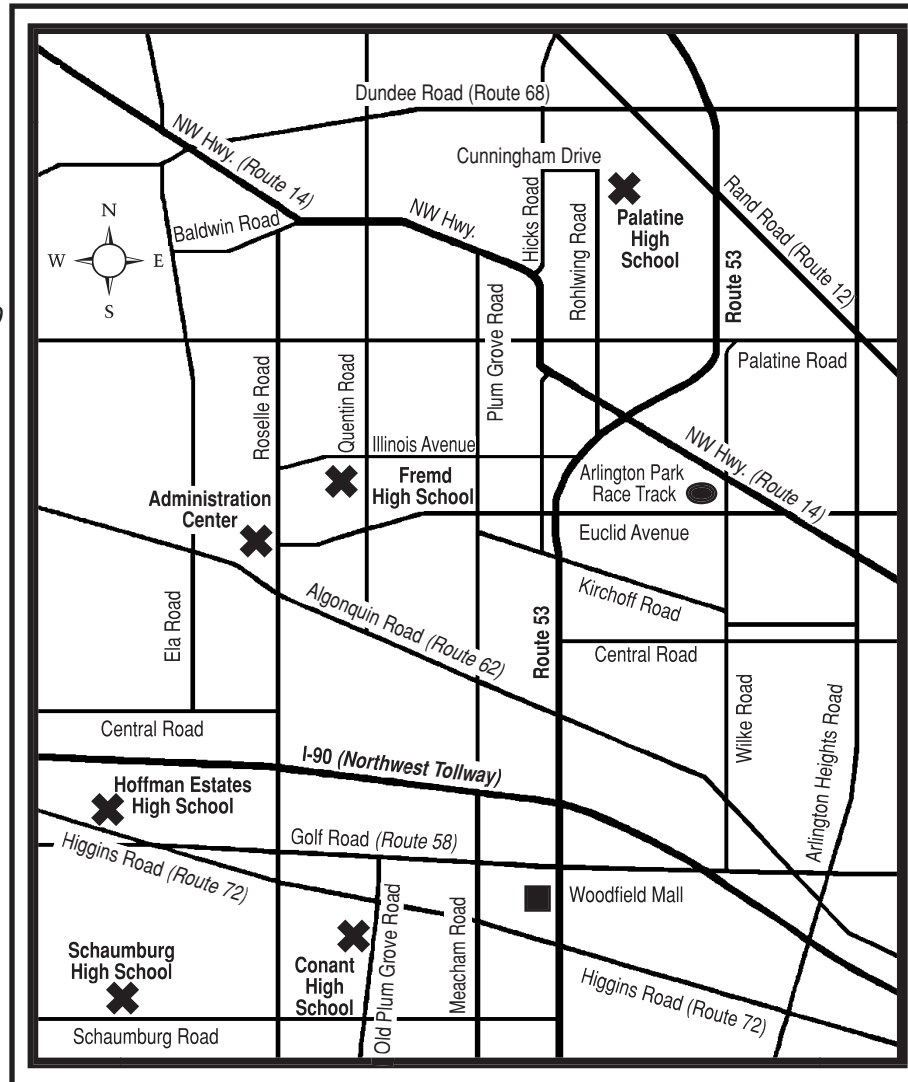 Dundee Road (Route 68)
NW Hwy. (Route 14)
Cunningham Drive
N
W
E
S
Baldwin Road
NW Hwy.
Hicks Road
Rohlwing Road
Palatine
High
School
Rand Road (Route 12)
Route 53
Plum Grove Road
Palatine Road
Roselle Road
Quentin Road
Illinois Avenue
Fremd
High School
Administration
Center
NW Hwy. (Route 14)
Arlington Park
Race Track
Euclid Avenue
Kirchoff Road
Ela Road
Algonquin Road (Route 62)
Route 53
Central Road
Wilke Road
Arlington Heights Road
Central Road
I-90 (Northwest Tollway)
Hoffman Estates
High School
Golf Road (Route 58)
Higgins Road (Route 72)
Woodfield Mall
Old Plum Grove Road
Meacham Road
Schaumburg
High School
Conant
High
School
Higgins Road (Route 72)
Schaumburg Road